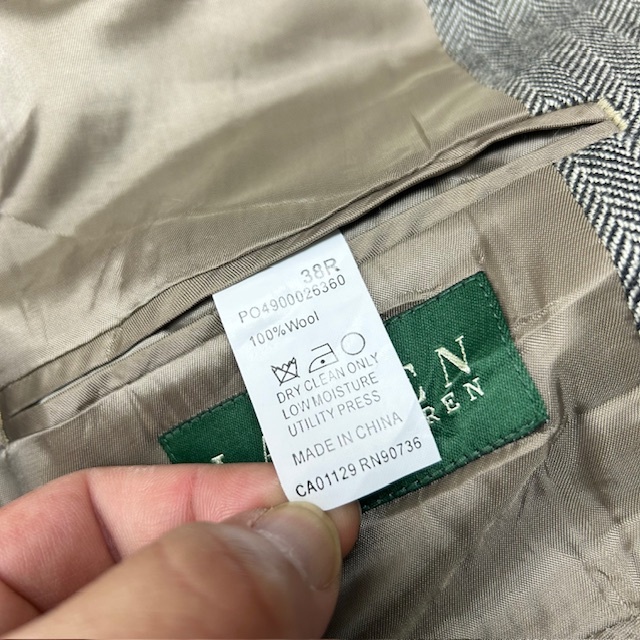 38R
PO4900026360
100%Wool
DRY CLEAN ONLY
LOW MOISTURE
UTILITY PRESS
MADE IN CHINA
CA01129 RN90736